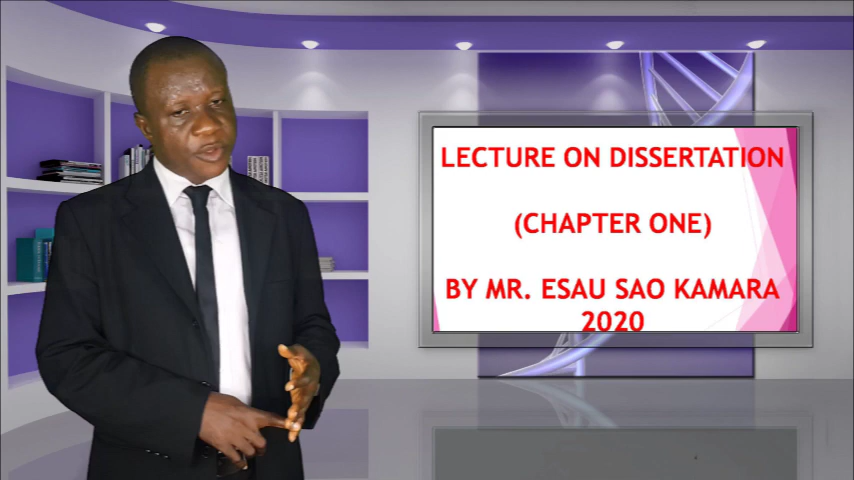 LECTURE ON DISSERTATION
(CHAPTER ONE)
BY MR. ESAU SAO KAMARA
2020